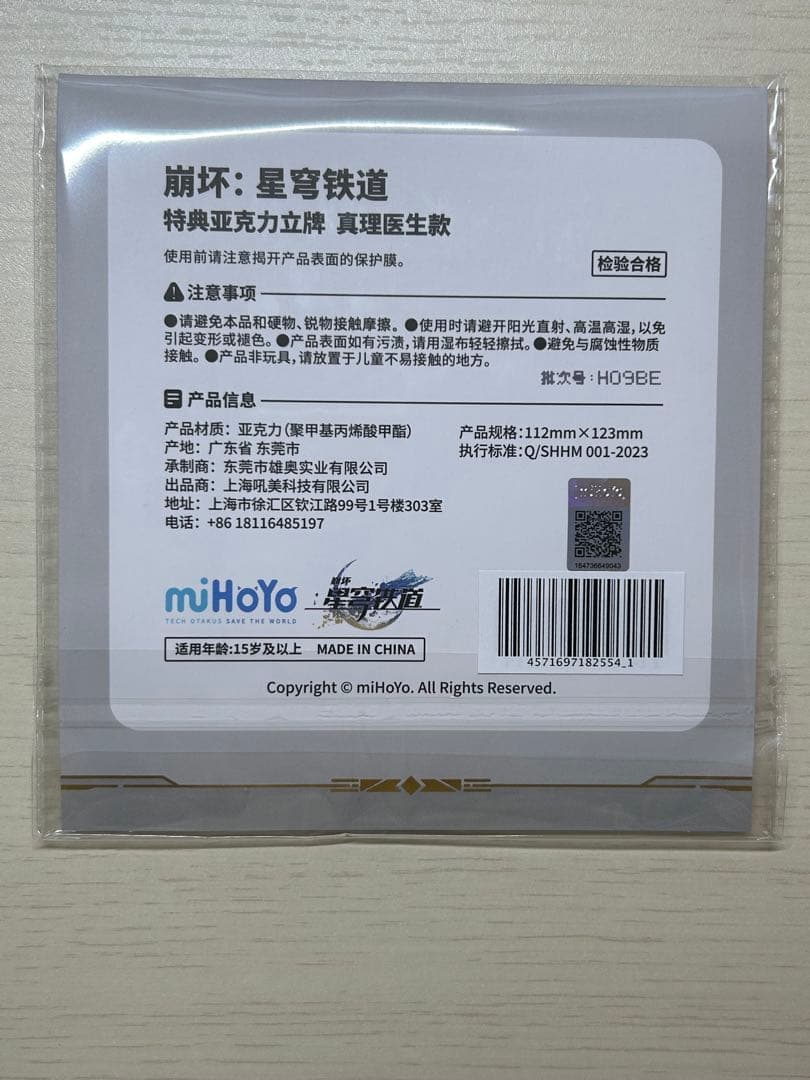 崩坏：星穹铁道
特典亚克力立牌 真理医生款
使用前请注意揭开产品表面的保护膜。
检验合格
注意事项
●请避免本品和硬物、锐物接触摩擦。●使用时请避开阳光直射、高温高湿，以免
引起变形或褪色。●产品表面如有污渍，请用湿布轻轻擦拭。●避免与腐蚀性物质
接触。●产品非玩具，请放置于儿童不易接触的地方。
批次号：H09BE
产品信息
产品材质：亚克力（聚甲基丙烯酸甲酯）
产地：广东省 东莞市
承制商：东莞市雄奥实业有限公司
出品商：上海吼美科技有限公司
地址：上海市徐汇区钦江路99号1号楼303室
电话：+86 18116485197
产品规格：112mm×123mm
执行标准：Q/SHHM 001-2023
miHoYo
164736649043
miHoYo
TECH OTAKUS SAVE THE WORLD
崩坏
星穹铁道
4571697182554_1
适用年龄：15岁及以上 MADE IN CHINA
Copyright © miHoYo. All Rights Reserved.